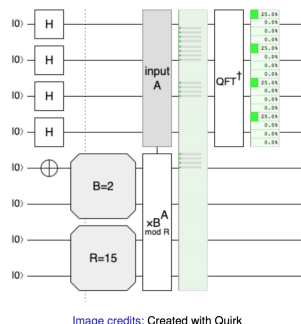 |0⟩ H
|0⟩ H
|0⟩ H
|0⟩ H
|0⟩
|0⟩
|0⟩
|0⟩
B=2
R=15
input
A
×B^A
mod R
QFT†
25.0%
0.0%
0.0%
0.0%
25.0%
0.0%
0.0%
0.0%
25.0%
0.0%
0.0%
0.0%
25.0%
0.0%
0.0%
0.0%
Image credits: Created with Quirk